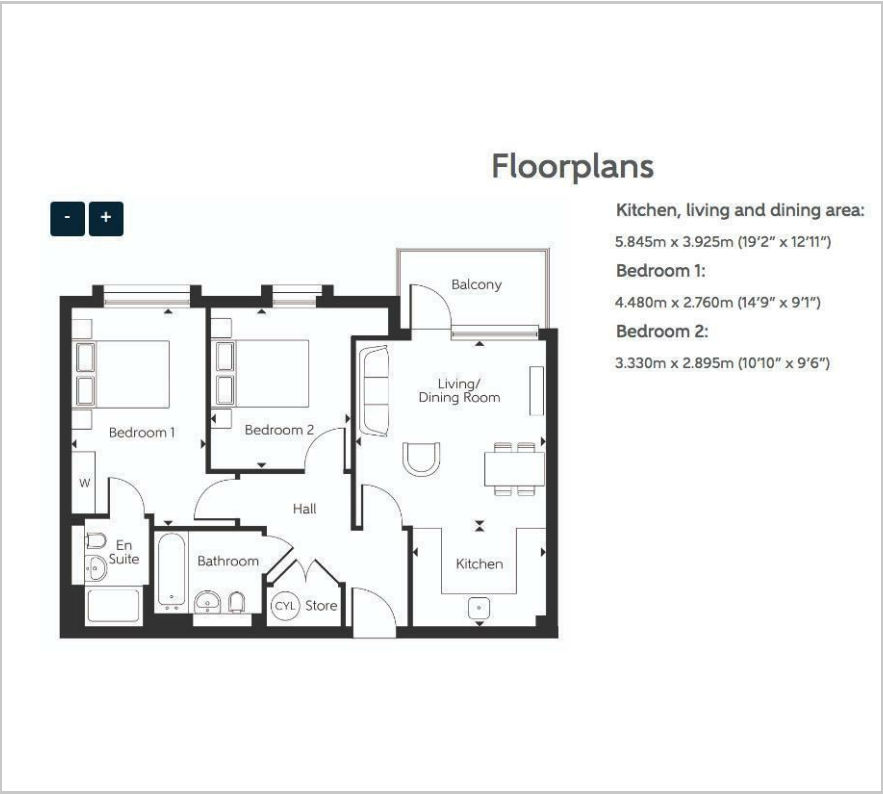 Floorplans
- +
Kitchen, living and dining area:
5.845m x 3.925m (19'2" x 12'11")
Bedroom 1:
4.480m x 2.760m (14'9" x 9'1")
Bedroom 2:
3.330m x 2.895m (10'10" x 9'6")
Balcony
Living/
Dining Room
Bedroom 1
Bedroom 2
W
Hall
En
Suite
Bathroom
Kitchen
CYL
Store